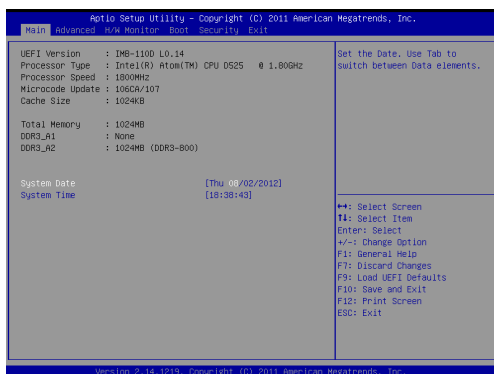 Aptio Setup Utility – Copyright (C) 2011 American Megatrends, Inc.
Main Advanced H/W Monitor Boot Security Exit
UEFI Version : IMB-110D L0.14
Processor Type : Intel(R) Atom(TM) CPU D525 @ 1.80GHz
Processor Speed : 1800MHz
Microcode Update : 106CA/107
Cache Size : 1024KB
Total Memory : 1024MB
DDR3_A1 : None
DDR3_A2 : 1024MB (DDR3-800)
System Date [Thu 08/02/2012]
System Time [18:38:43]
Set the Date. Use Tab to
switch between Data elements.
↔: Select Screen
↑↓: Select Item
Enter: Select
+/-: Change Option
F1: General Help
F7: Discard Changes
F9: Load UEFI Defaults
F10: Save and Exit
F12: Print Screen
ESC: Exit
Version 2.14.1219. Copyright (C) 2011 American Megatrends, Inc.